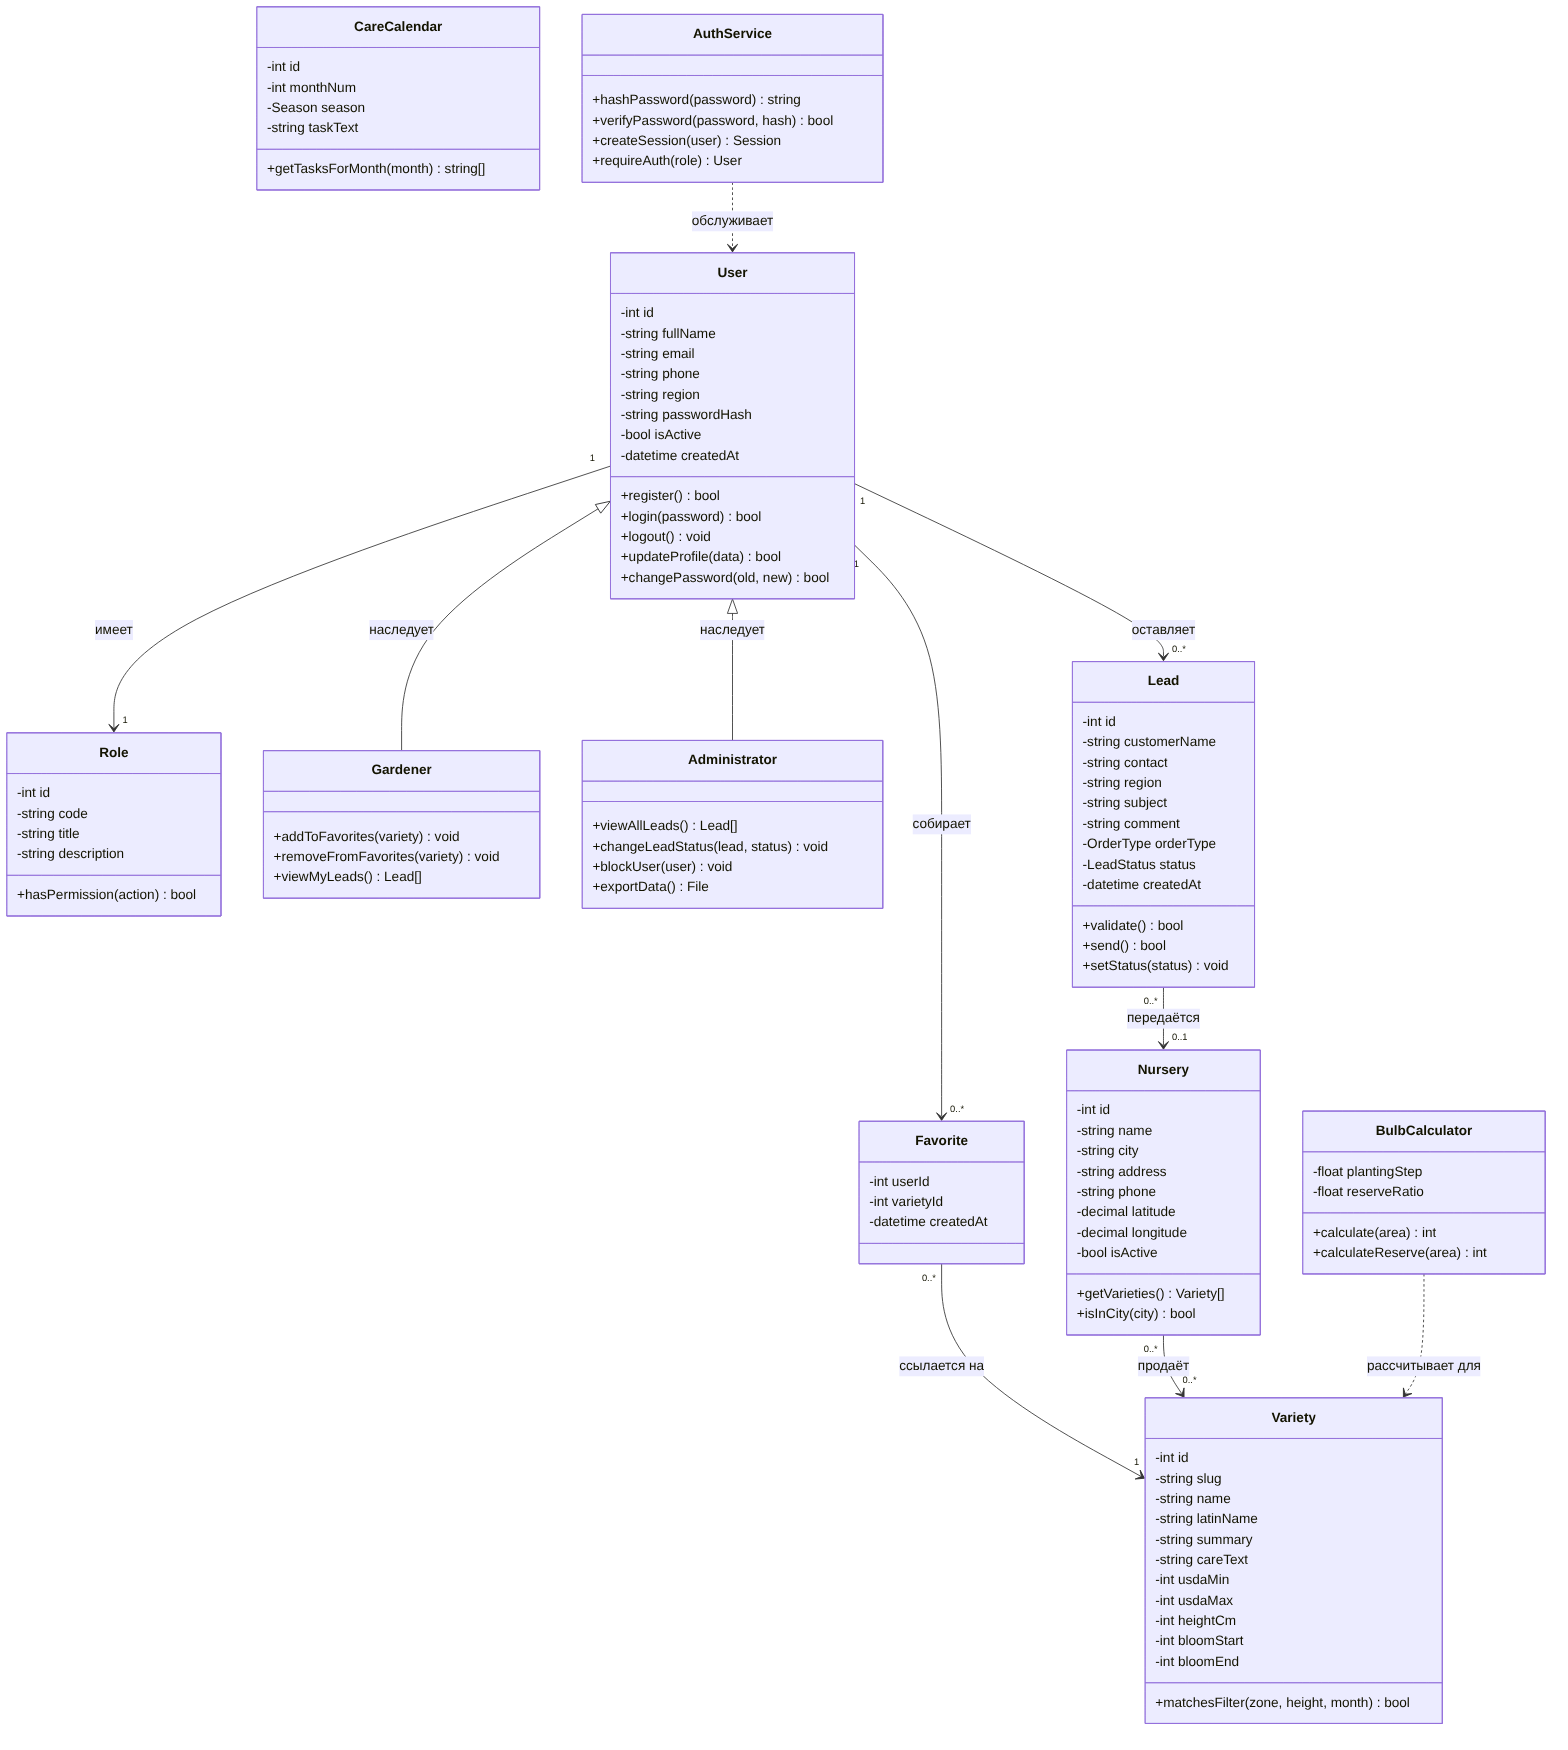 CareCalendar
-int id
-int monthNum
-Season season
-string taskText
+getTasksForMonth(month) : string[]
AuthService
+hashPassword(password) : string
+verifyPassword(password, hash) : bool
+createSession(user) : Session
+requireAuth(role) : User
обслуживает
User
-int id
-string fullName
-string email
-string phone
-string region
-string passwordHash
-bool isActive
-datetime createdAt
+register() : bool
+login(password) : bool
+logout() : void
+updateProfile(data) : bool
+changePassword(old, new) : bool
1
1
1
имеет
наследует
наследует
собирает
оставляет
1
0..*
0..*
Role
-int id
-string code
-string title
-string description
+hasPermission(action) : bool
Gardener
+addToFavorites(variety) : void
+removeFromFavorites(variety) : void
+viewMyLeads() : Lead[]
Administrator
+viewAllLeads() : Lead[]
+changeLeadStatus(lead, status) : void
+blockUser(user) : void
+exportData() : File
Lead
-int id
-string customerName
-string contact
-string region
-string subject
-string comment
-OrderType orderType
-LeadStatus status
-datetime createdAt
+validate() : bool
+send() : bool
+setStatus(status) : void
0..*
передаётся
0..1
Favorite
-int userId
-int varietyId
-datetime createdAt
Nursery
-int id
-string name
-string city
-string address
-string phone
-decimal latitude
-decimal longitude
-bool isActive
+getVarieties() : Variety[]
+isInCity(city) : bool
BulbCalculator
-float plantingStep
-float reserveRatio
+calculate(area) : int
+calculateReserve(area) : int
0..*
ссылается на
1
0..*
продаёт
0..*
рассчитывает для
Variety
-int id
-string slug
-string name
-string latinName
-string summary
-string careText
-int usdaMin
-int usdaMax
-int heightCm
-int bloomStart
-int bloomEnd
+matchesFilter(zone, height, month) : bool